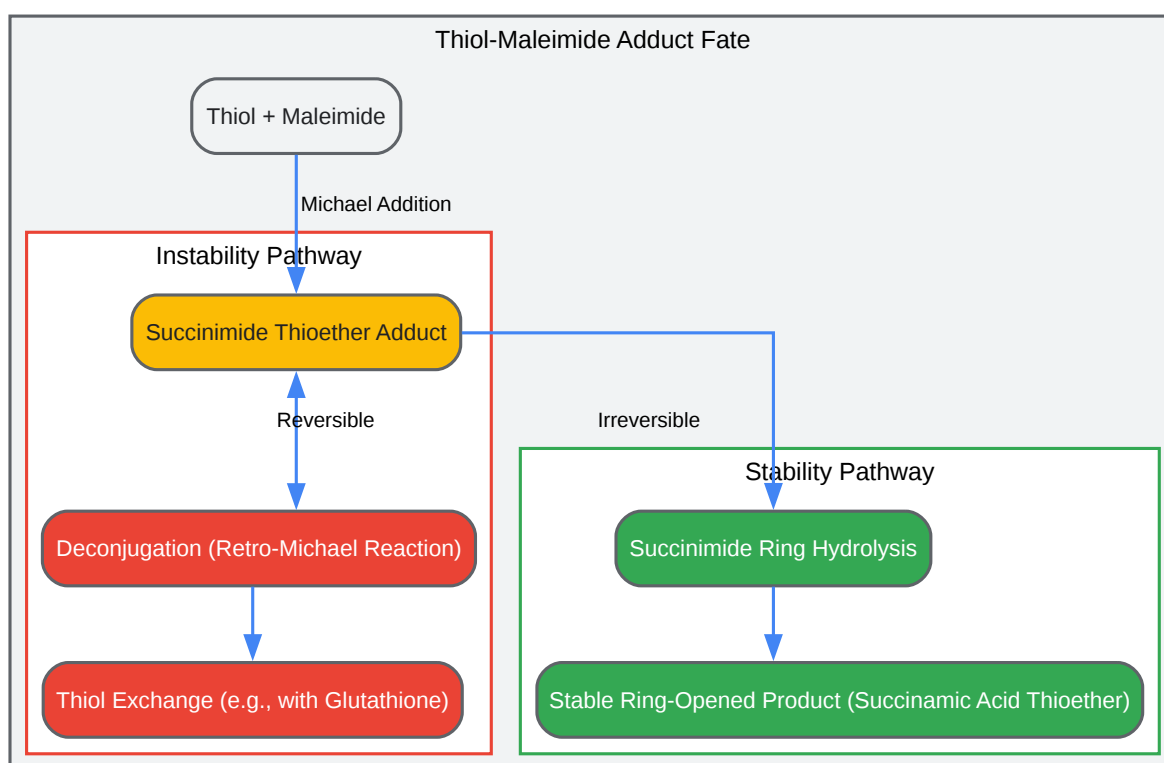 Thiol-Maleimide Adduct Fate
Thiol + Maleimide
Michael Addition
Instability Pathway
Succinimide Thioether Adduct
Reversible
Irreversible
Stability Pathway
Deconjugation (Retro-Michael Reaction)
Succinimide Ring Hydrolysis
Thiol Exchange (e.g., with Glutathione)
Stable Ring-Opened Product (Succinamic Acid Thioether)